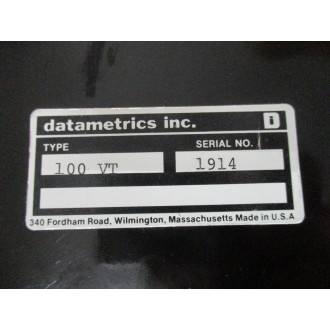 datametrics inc. i
TYPE SERIAL NO.
100 VT 1914
340 Fordham Road, Wilmington, Massachusetts Made in U.S.A